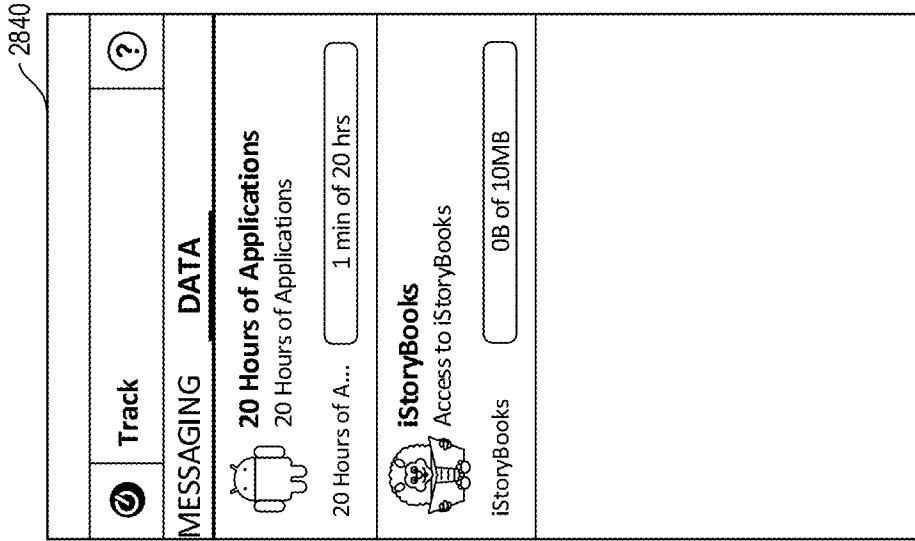 2840
Track
?
MESSAGING DATA
20 Hours of Applications
20 Hours of Applications
20 Hours of A... 1 min of 20 hrs
iStoryBooks
Access to iStoryBooks
iStoryBooks 0B of 10MB